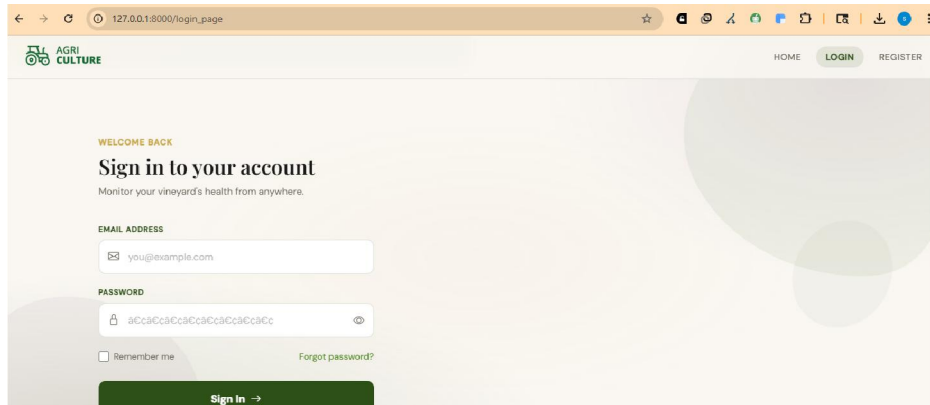 127.0.0.1:8000/login_page
AGRI
CULTURE
HOME LOGIN REGISTER
WELCOME BACK
Sign in to your account
Monitor your vineyard's health from anywhere.
EMAIL ADDRESS
you@example.com
PASSWORD
•••••••â€¢â€¢â€¢â€¢â€¢â€¢â€¢â€¢
Remember me Forgot password?
Sign In →